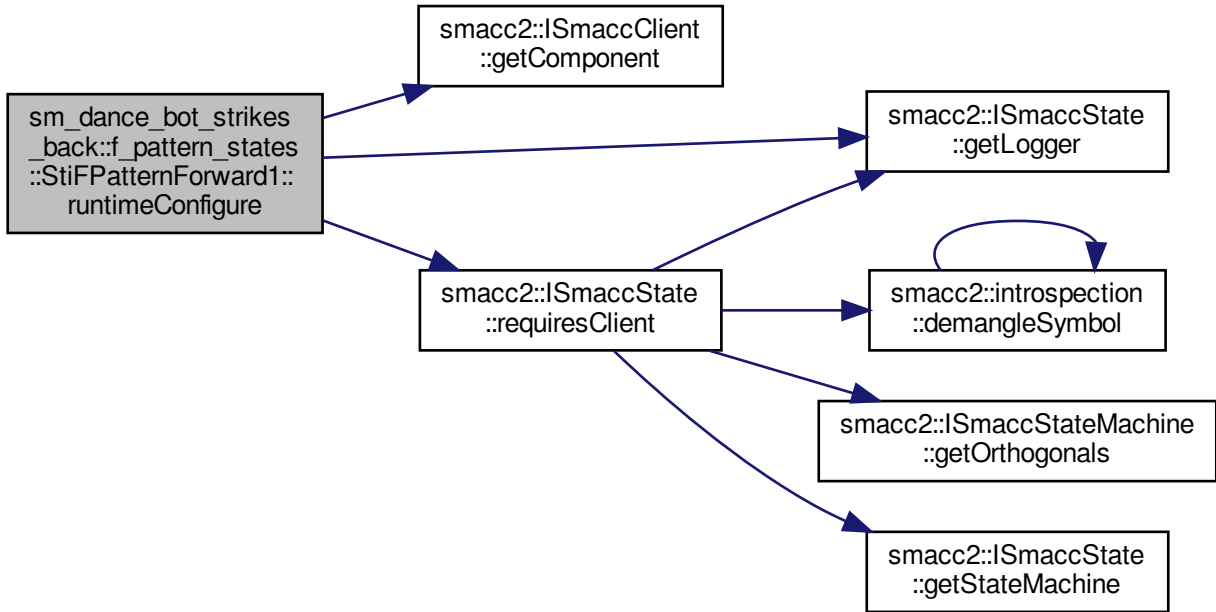 sm_dance_bot_strikes
_back::f_pattern_states
::StiFPatternForward1::
runtimeConfigure
smacc2::ISmaccClient
::getComponent
smacc2::ISmaccState
::getLogger
smacc2::ISmaccState
::requiresClient
smacc2::introspection
::demangleSymbol
smacc2::ISmaccStateMachine
::getOrthogonals
smacc2::ISmaccState
::getStateMachine